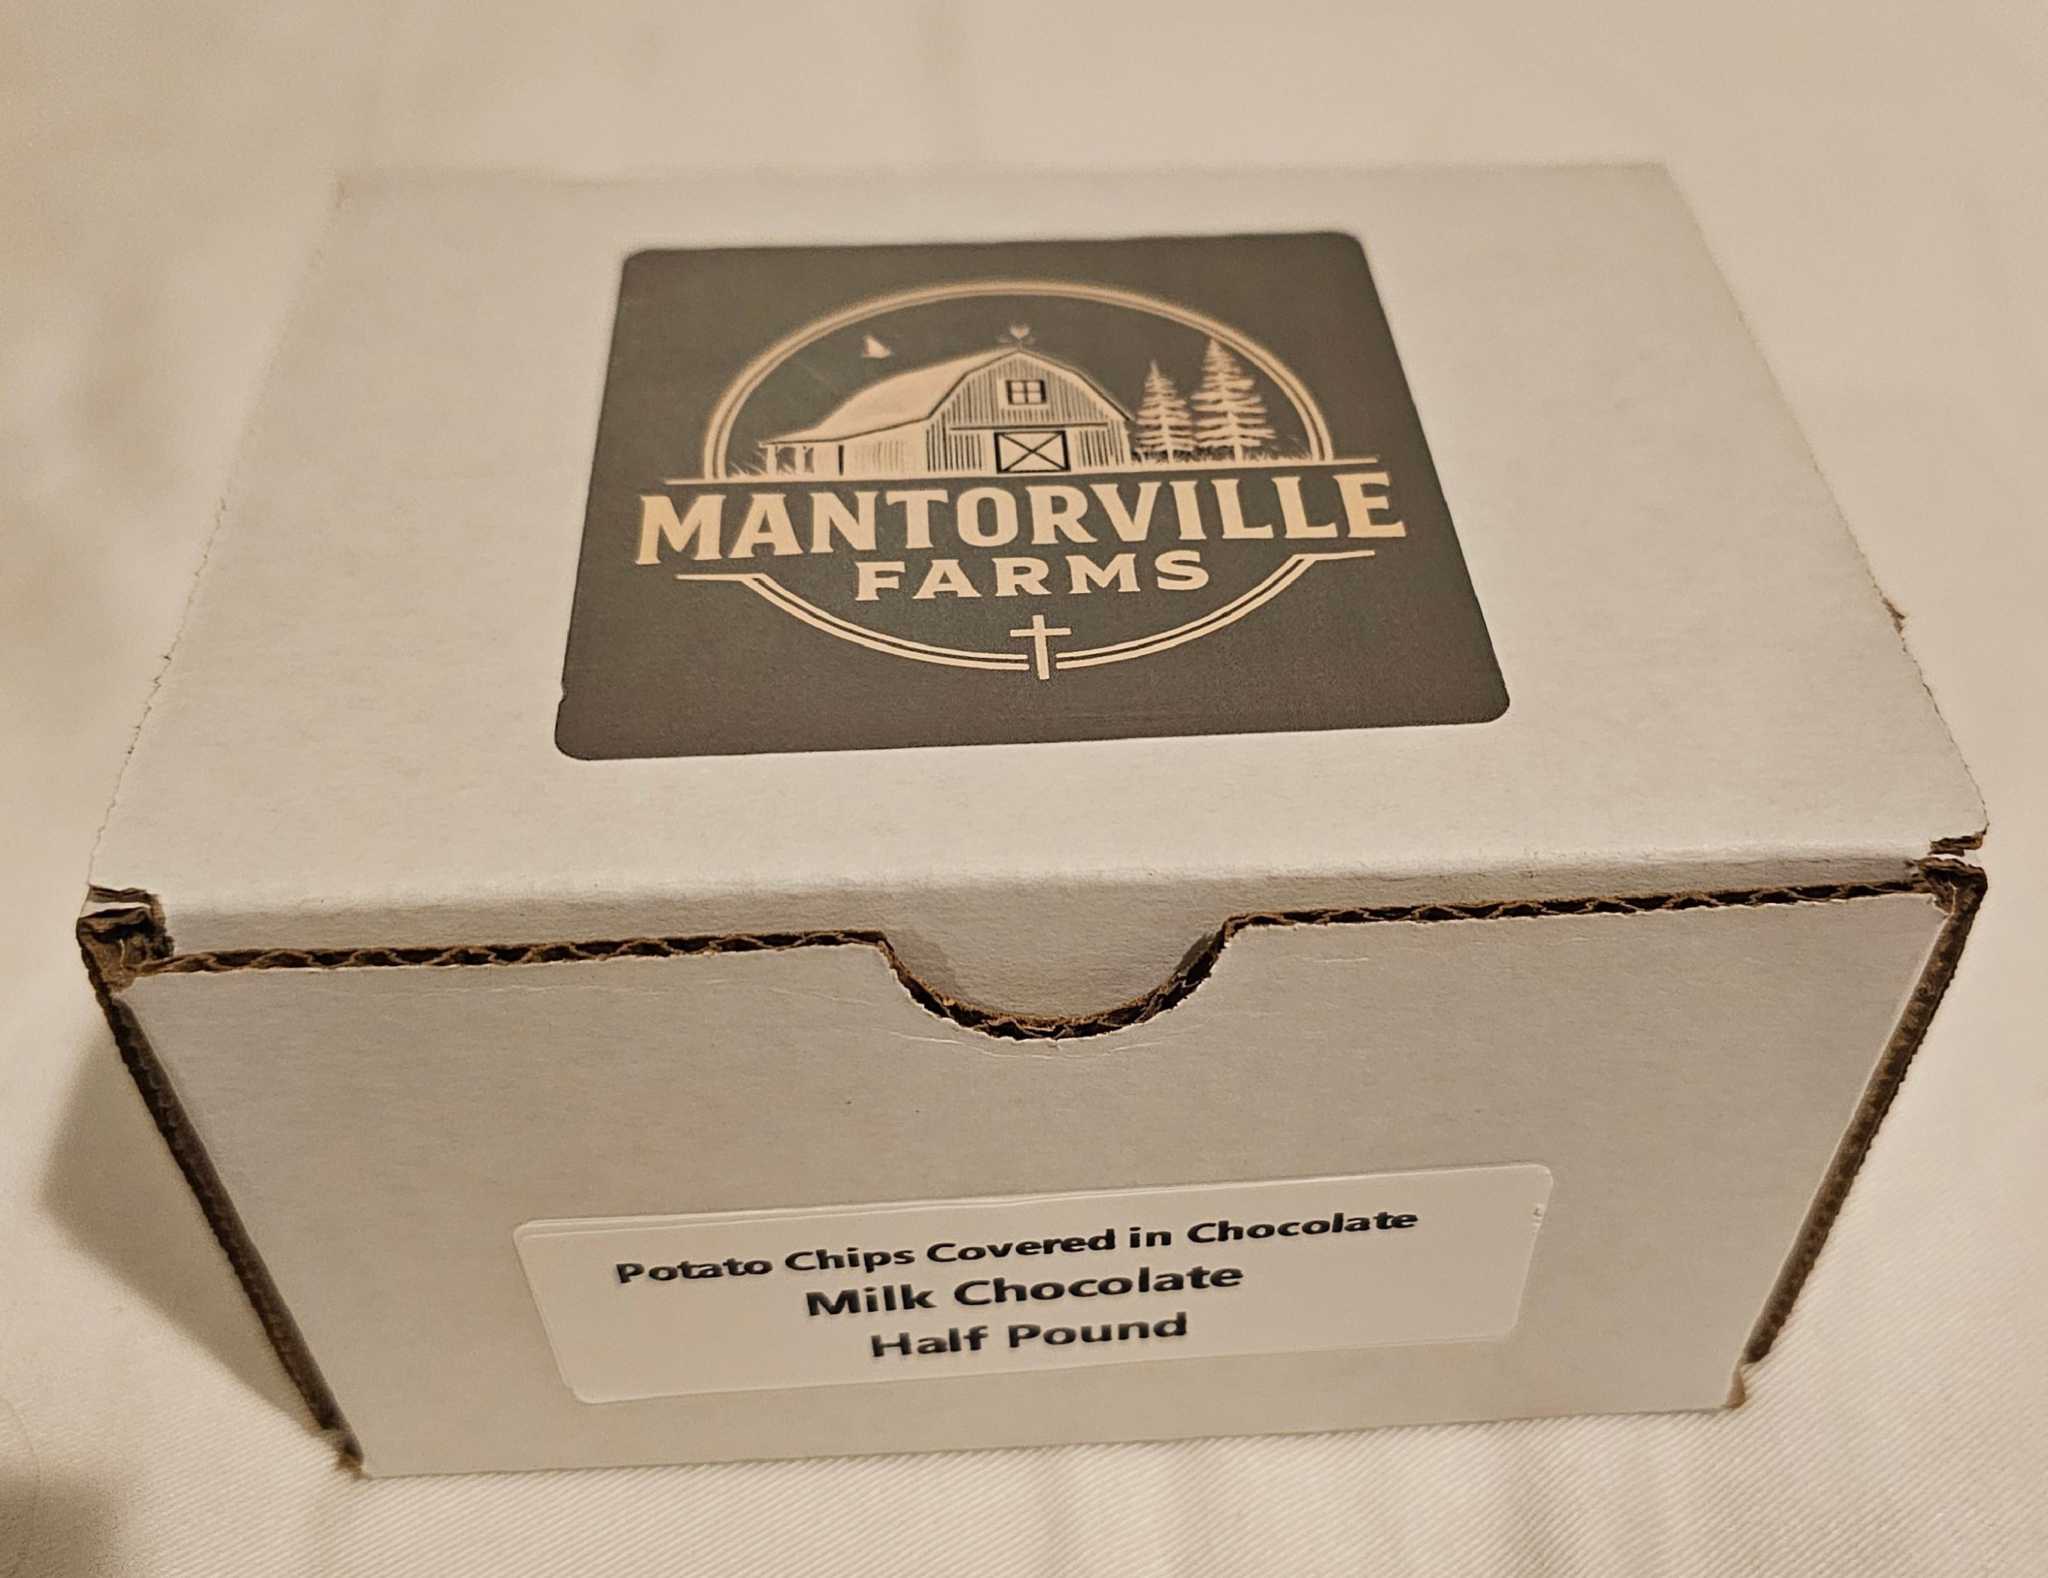 MANTORVILLE
FARMS
Potato Chips Covered in Chocolate
Milk Chocolate
Half Pound